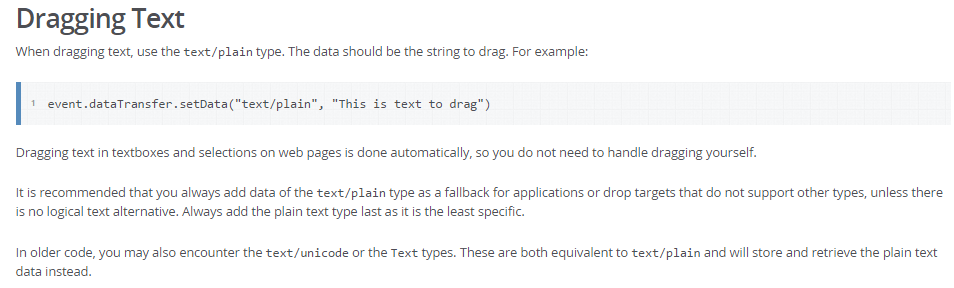 Dragging Text
When dragging text, use the text/plain type. The data should be the string to drag. For example:
1 event.dataTransfer.setData("text/plain", "This is text to drag")
Dragging text in textboxes and selections on web pages is done automatically, so you do not need to handle dragging yourself.
It is recommended that you always add data of the text/plain type as a fallback for applications or drop targets that do not support other types, unless there
is no logical text alternative. Always add the plain text type last as it is the least specific.
In older code, you may also encounter the text/unicode or the Text types. These are both equivalent to text/plain and will store and retrieve the plain text
data instead.